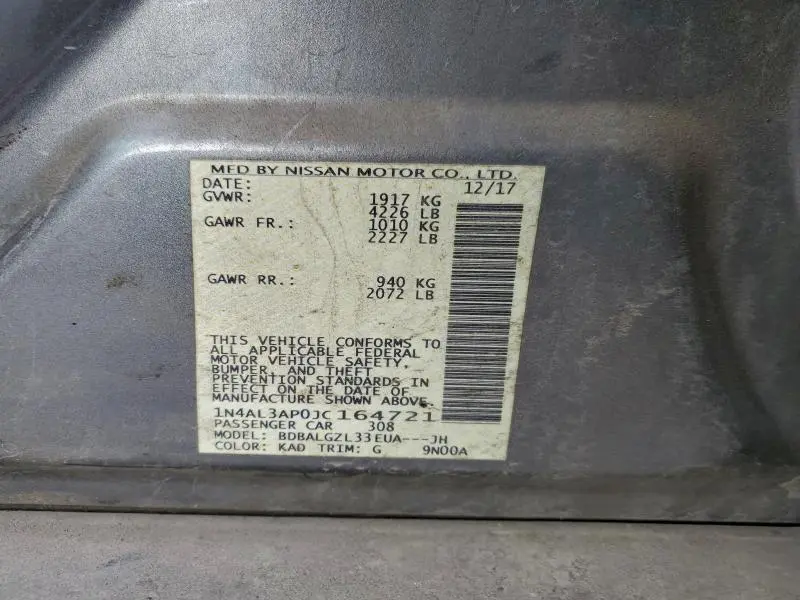 MFD BY NISSAN MOTOR CO., LTD.
DATE: 12/17
GVWR: 1917 KG
4226 LB
GAWR FR.: 1010 KG
2227 LB
GAWR RR.: 940 KG
2072 LB
THIS VEHICLE CONFORMS TO
ALL APPLICABLE FEDERAL
MOTOR VEHICLE SAFETY,
BUMPER, AND THEFT
PREVENTION STANDARDS IN
EFFECT ON THE DATE OF
MANUFACTURE SHOWN ABOVE.
1N4AL3AP0JC164721
PASSENGER CAR 308
MODEL: BDBALGZL33EUA---JH
COLOR: KAD TRIM: G 9N00A